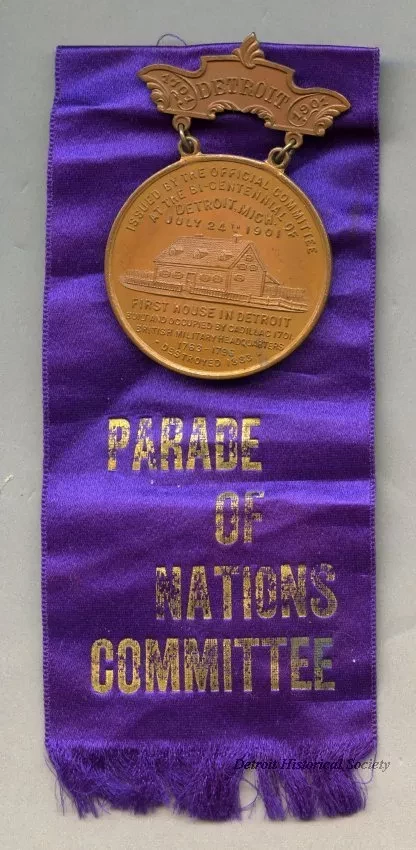 1701 DETROIT 1901
ISSUED BY THE OFFICIAL COMMITTEE
AT THE BI-CENTENNIAL OF
DETROIT, MICH.
JULY 24TH 1901
FIRST HOUSE IN DETROIT
BUILT AND OCCUPIED BY CADILLAC 1701
BRITISH MILITARY HEADQUARTERS
1763 - 1796
DESTROYED 1883
PARADE
OF
NATIONS
COMMITTEE
Detroit Historical Society